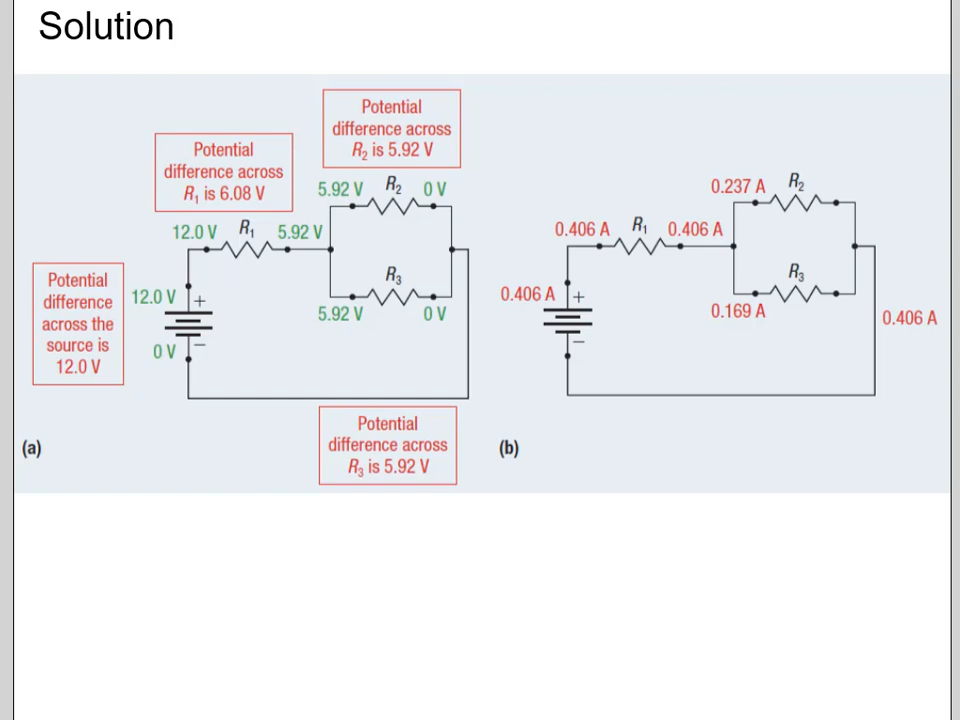 Solution
Potential
difference across
R₂ is 5.92 V
Potential
difference across
R₁ is 6.08 V
5.92 V R₂ 0 V
12.0 V R₁ 5.92 V
R₃
5.92 V 0 V
Potential
difference
across the
source is
12.0 V
12.0 V +
0 V −
Potential
difference across
R₃ is 5.92 V
(a)
0.237 A R₂
0.406 A R₁ 0.406 A
R₃
0.169 A
0.406 A +
−
0.406 A
(b)